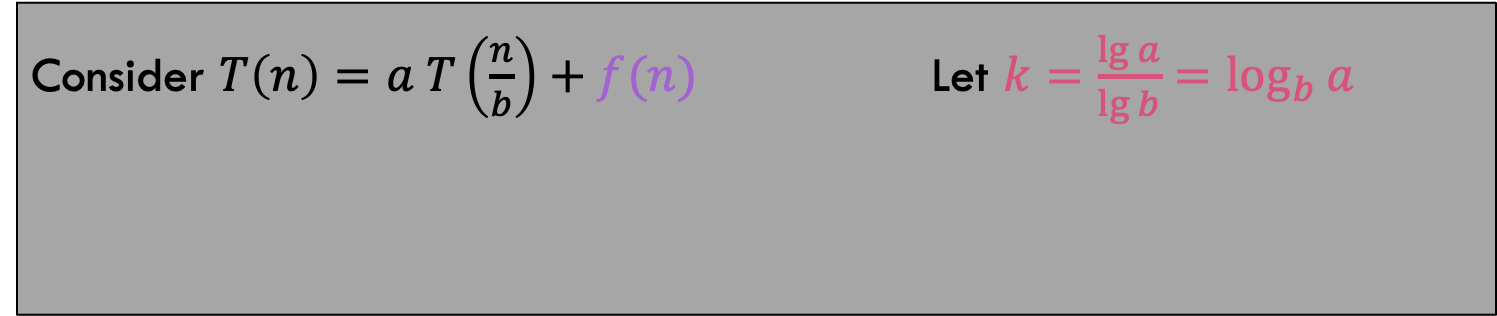 Consider T(n) = a T(n/b) + f(n) Let k = lg a / lg b = log_b a